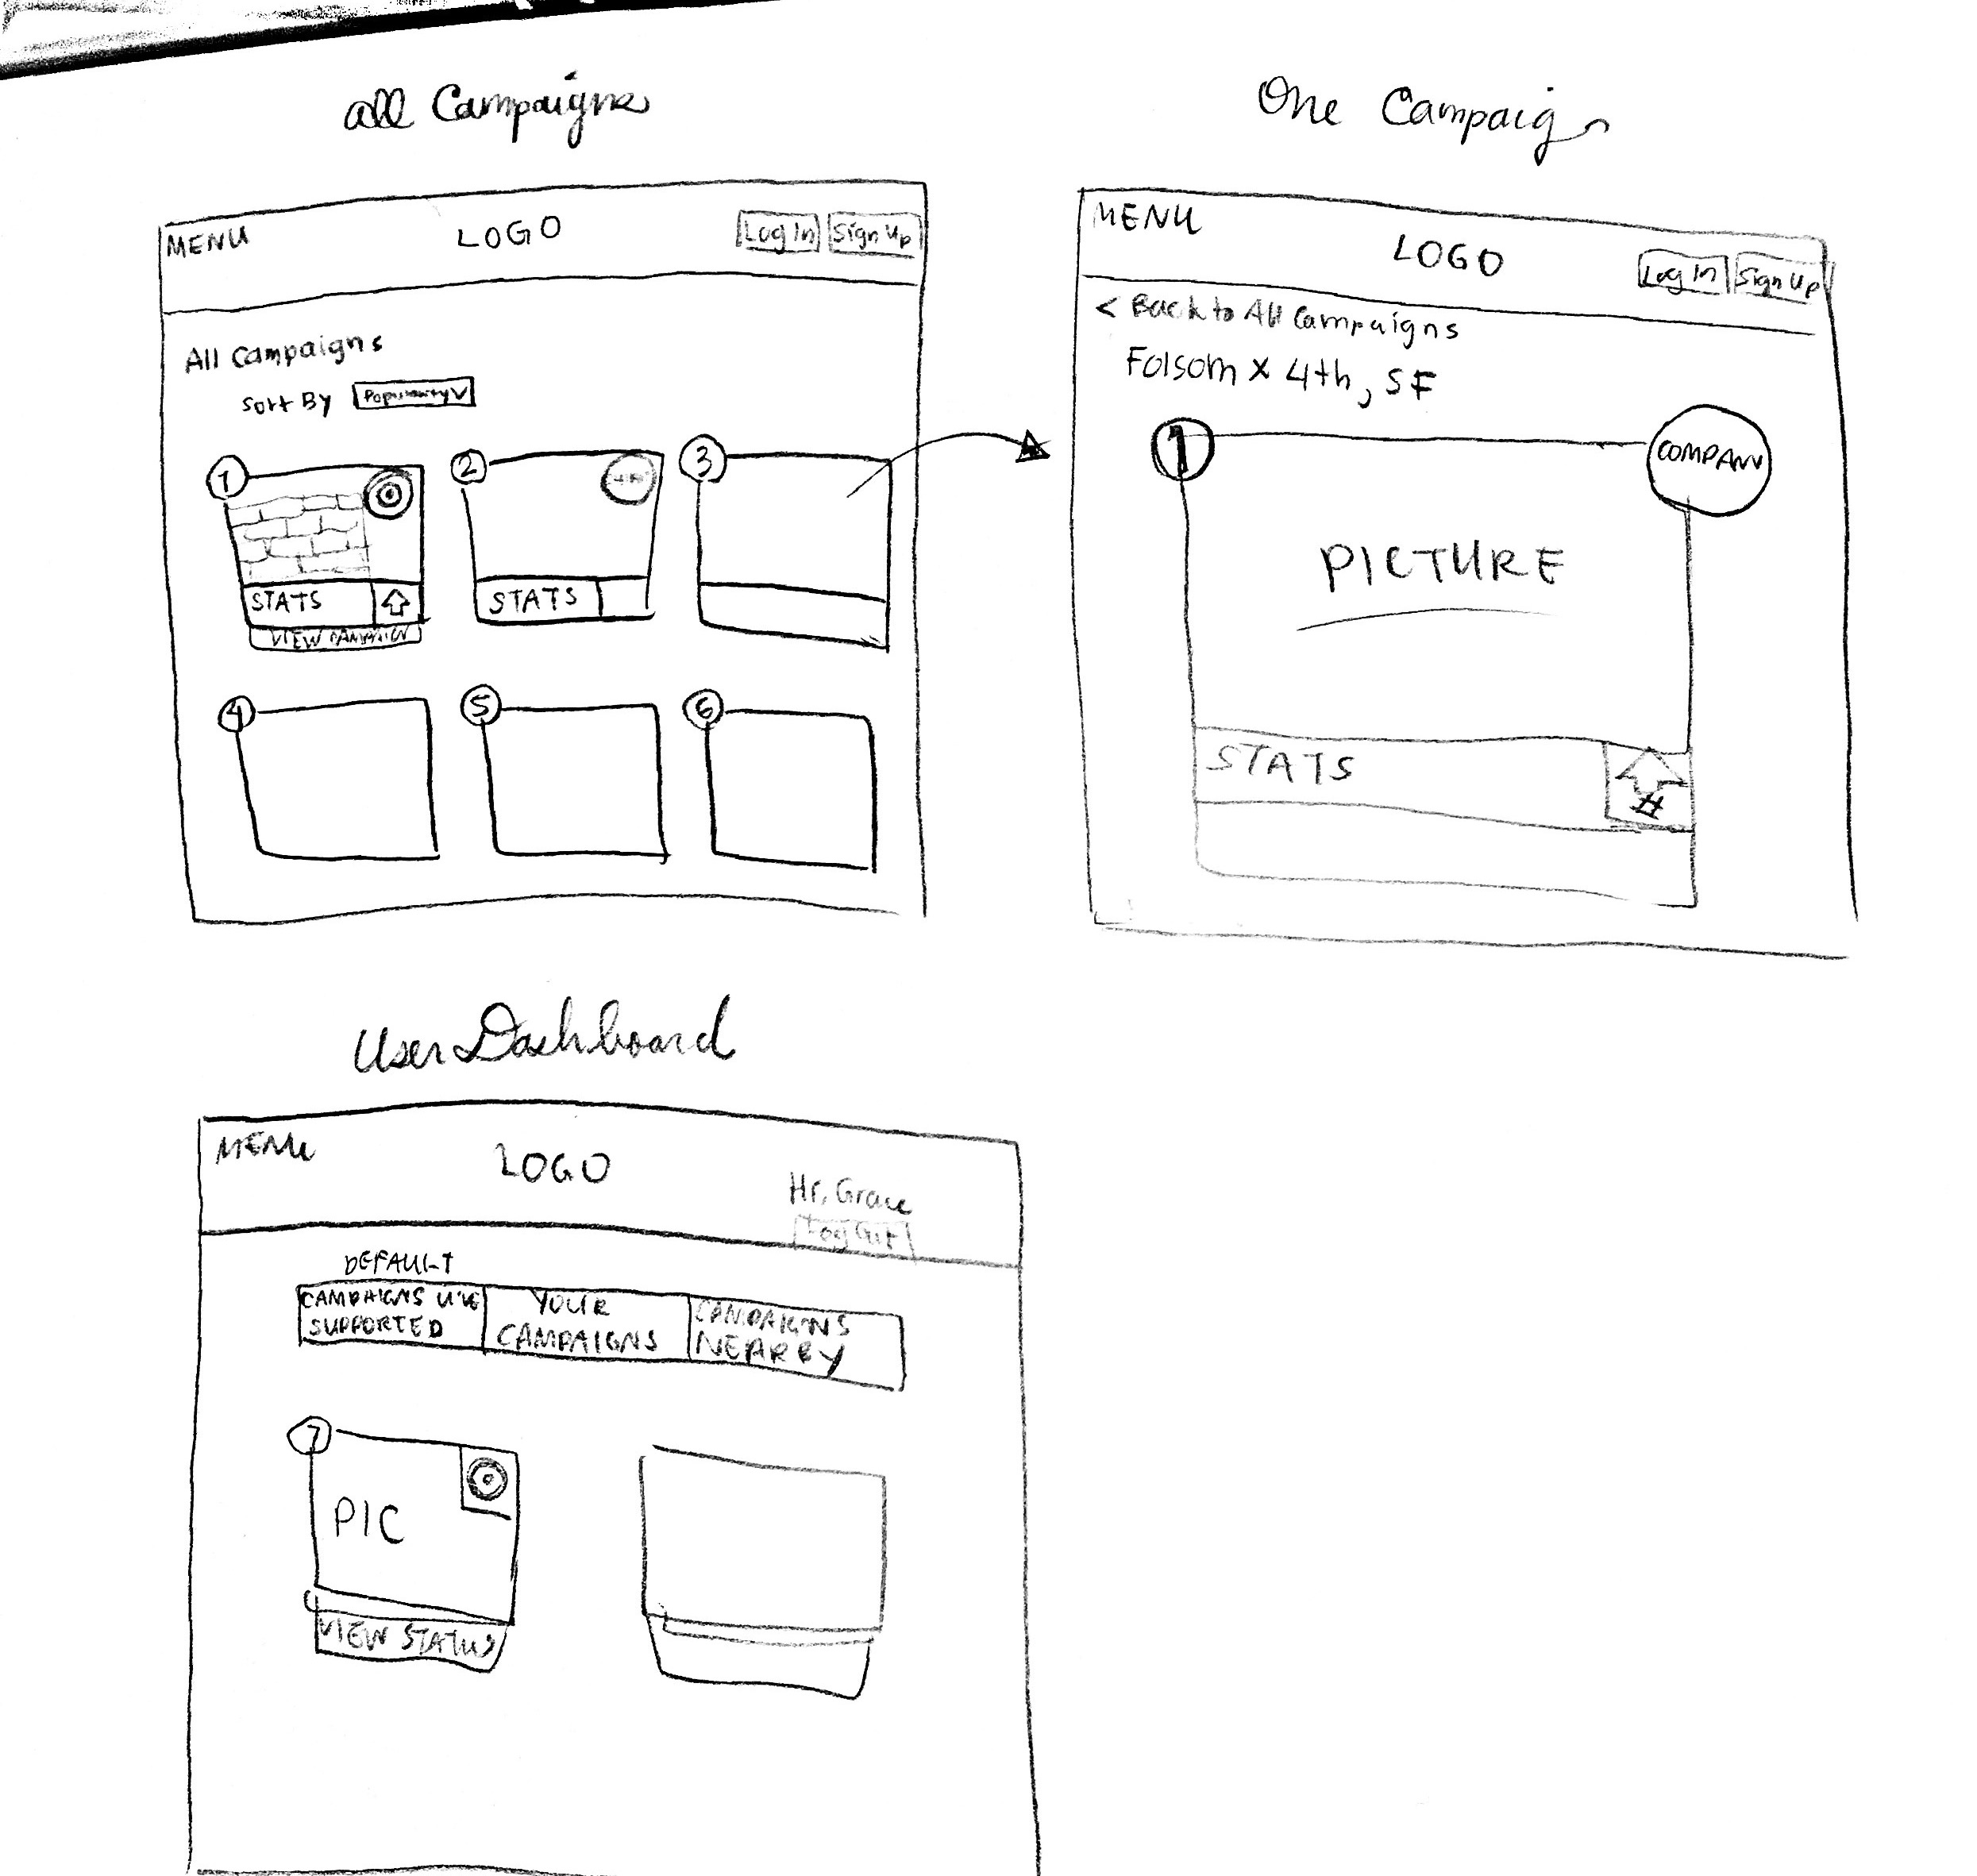 All Campaigns
MENU
LOGO
Log In
Sign Up
All Campaigns
Sort By
Popularity V
1
2
3
STATS
STATS
VIEW CAMPAIGN
4
5
6
One Campaign
MENU
LOGO
Log In
Sign Up
< Back to All Campaigns
Folsom x 4th, SF
1
COMPANY
PICTURE
STATS
#
User Dashboard
MENU
LOGO
Hi, Grace
Log Out
DEFAULT
CAMPAIGNS U'VE
SUPPORTED
YOUR
CAMPAIGNS
CAMPAIGNS
NEARBY
7
PIC
VIEW STATUS